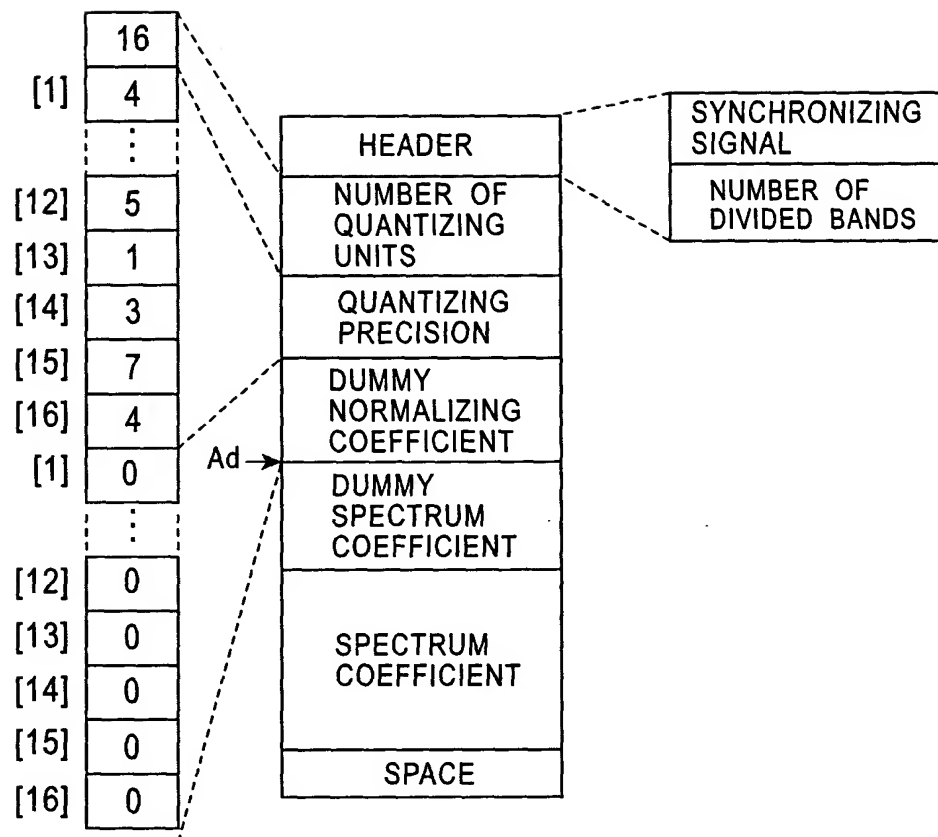 16
[1] 4
⋮
[12] 5
[13] 1
[14] 3
[15] 7
[16] 4
[1] 0
⋮
[12] 0
[13] 0
[14] 0
[15] 0
[16] 0
HEADER
NUMBER OF
QUANTIZING
UNITS
QUANTIZING
PRECISION
DUMMY
NORMALIZING
COEFFICIENT
Ad
DUMMY
SPECTRUM
COEFFICIENT
SPECTRUM
COEFFICIENT
SPACE
SYNCHRONIZING
SIGNAL
NUMBER OF
DIVIDED BANDS